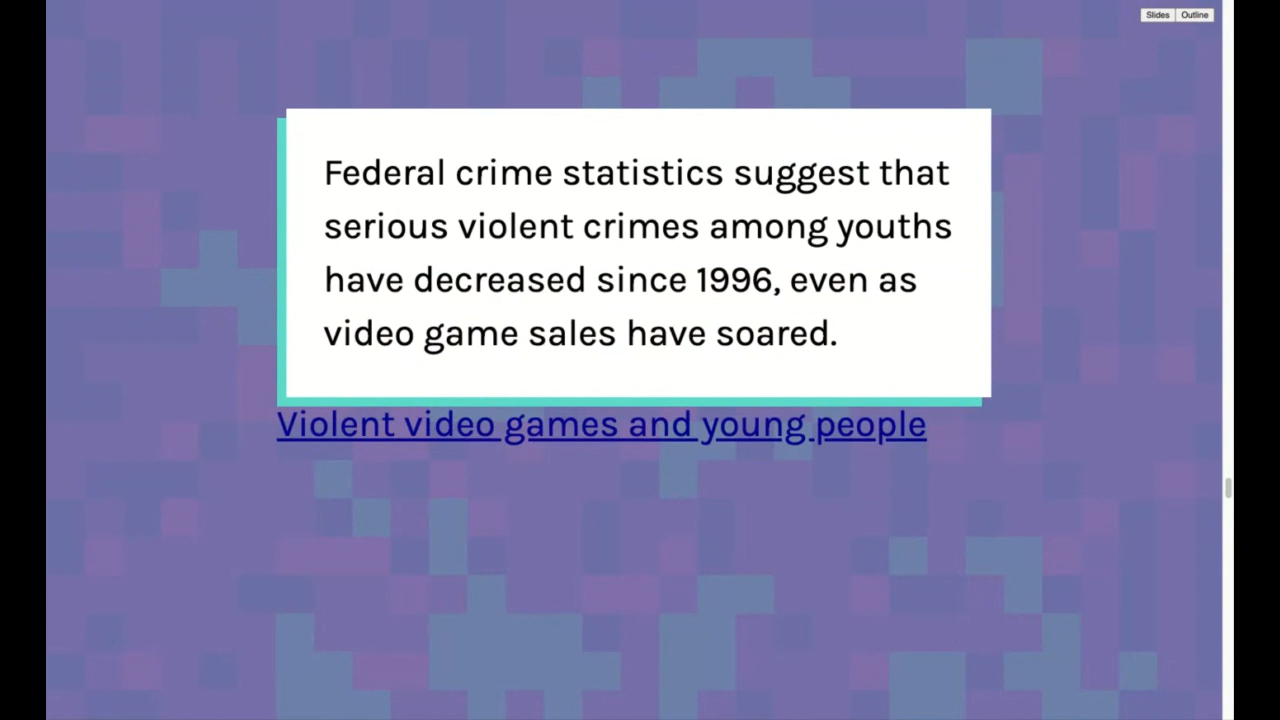 Slides Outline
Federal crime statistics suggest that
serious violent crimes among youths
have decreased since 1996, even as
video game sales have soared.
Violent video games and young people